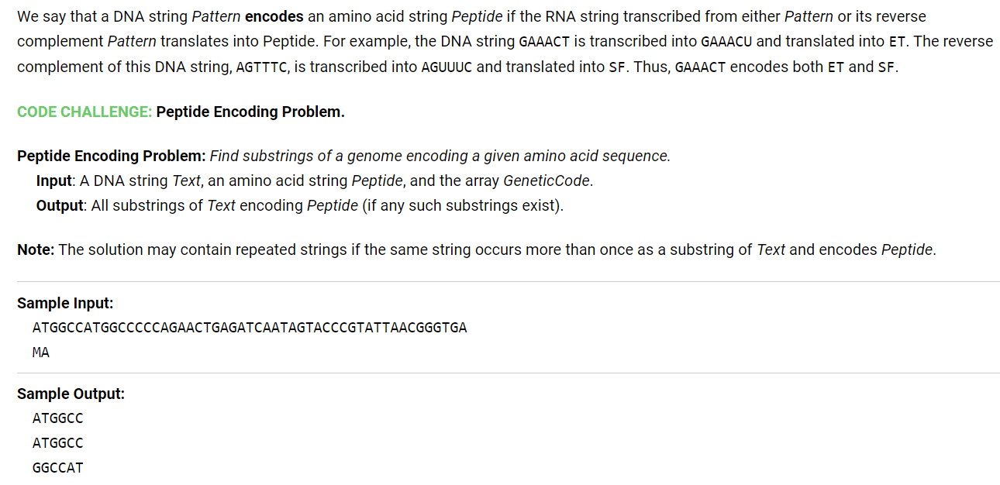 We say that a DNA string Pattern encodes an amino acid string Peptide if the RNA string transcribed from either Pattern or its reverse
complement Pattern translates into Peptide. For example, the DNA string GAAACT is transcribed into GAAACU and translated into ET. The reverse
complement of this DNA string, AGTTTC, is transcribed into AGUUUC and translated into SF. Thus, GAAACT encodes both ET and SF.
CODE CHALLENGE: Peptide Encoding Problem.
Peptide Encoding Problem: Find substrings of a genome encoding a given amino acid sequence.
Input: A DNA string Text, an amino acid string Peptide, and the array GeneticCode.
Output: All substrings of Text encoding Peptide (if any such substrings exist).
Note: The solution may contain repeated strings if the same string occurs more than once as a substring of Text and encodes Peptide.
Sample Input:
ATGGCCATGGCCCCCAGAACTGAGATCAATAGTACCCGTATTAACGGGTGA
MA
Sample Output:
ATGGCC
ATGGCC
GGCCAT